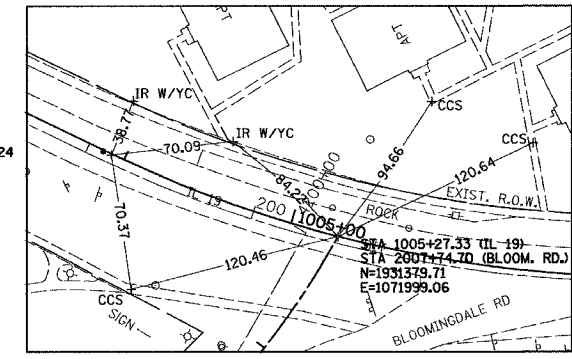 APT
APT
IR W/YC
IR W/YC
CCS
CCS
24
38.77
70.09
84.22
94.66
120.64
EXIST. R.O.W.
ROCK
IL 19
200
1005+00
70.37
120.46
STA 1005+27.33 (IL 19)
STA 2007+74.70 (BLOOM. RD.)
N=1931379.71
E=1071999.06
CCS
SIGN
BLOOMINGDALE RD